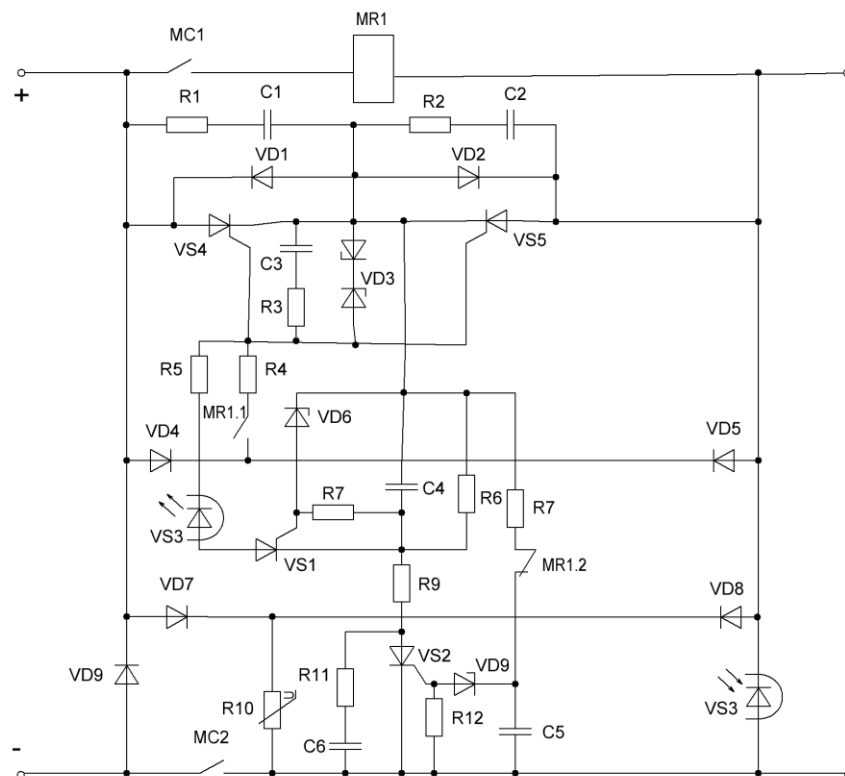 MR1
MC1
+
R1 C1 R2 C2
VD1 VD2
VS4 VS5
C3 VD3
R3
R5 R4
MR1.1 VD6
VD4 VD5
R7 C4 R6 R7
VS3
VS1 MR1.2
R9
VD7 VD8
VD9 R11 VS2 VD9
R10 R12 VS3
C6 C5
- MC2
U